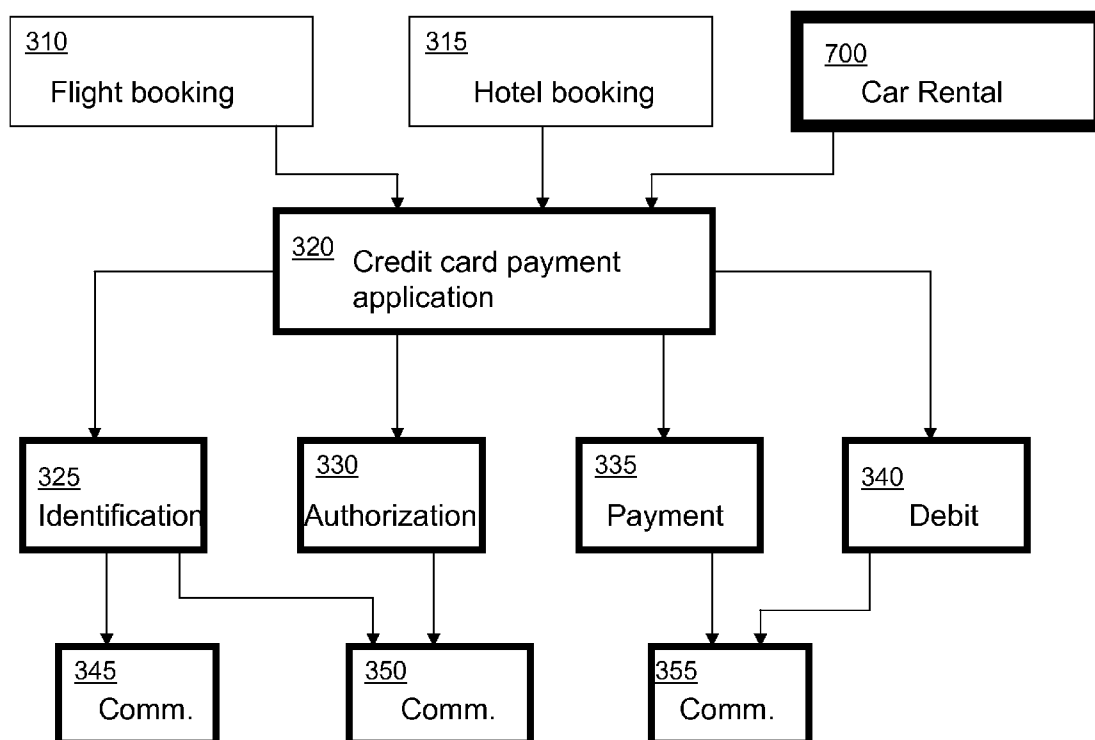 310
Flight booking
315
Hotel booking
700
Car Rental
320
Credit card payment
application
325
Identification
330
Authorization
335
Payment
340
Debit
345
Comm.
350
Comm.
355
Comm.